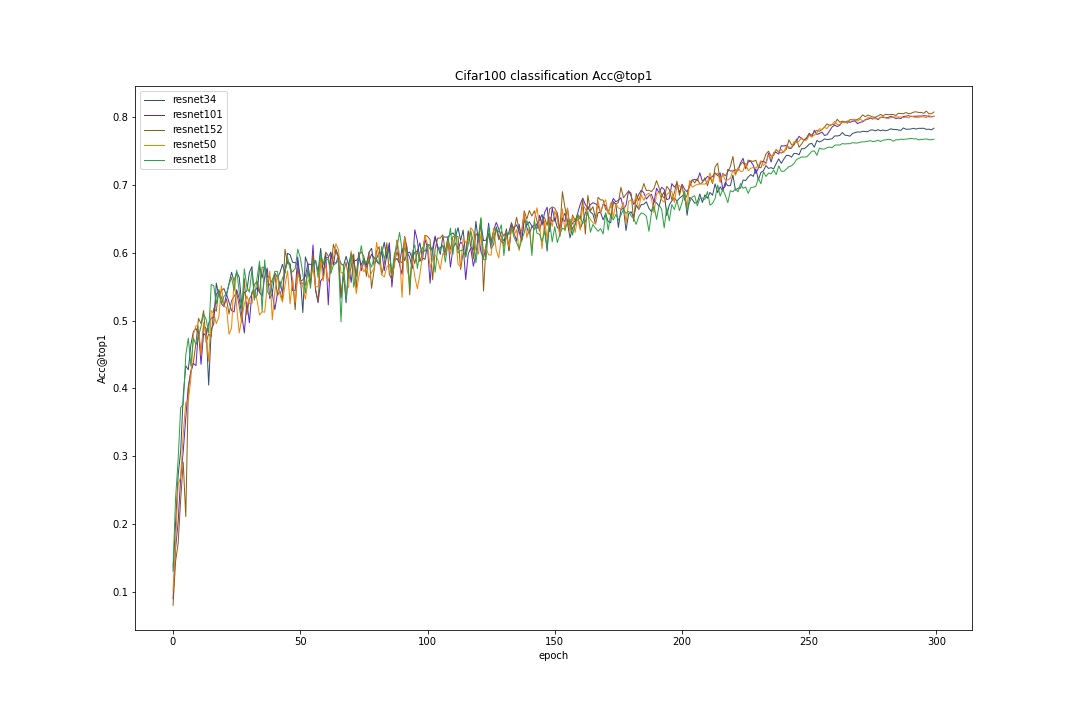 Cifar100 classification Acc@top1
resnet34
resnet101
resnet152
resnet50
resnet18
0.8
0.7
0.6
0.5
0.4
0.3
0.2
0.1
Acc@top1
0 50 100 150 200 250 300
epoch